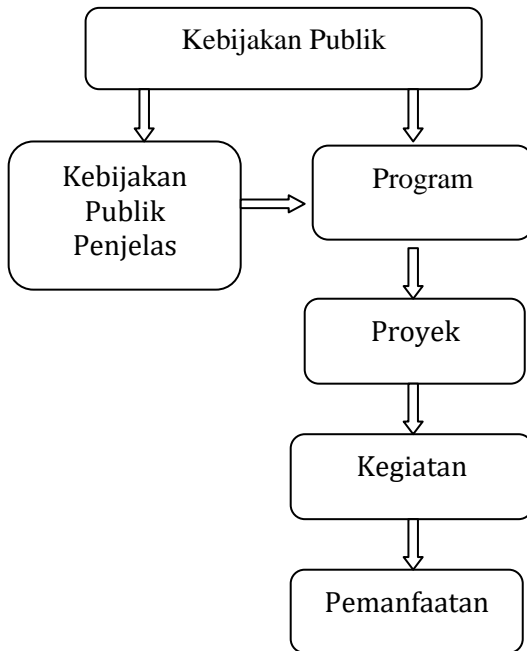 Kebijakan Publik
Kebijakan
Publik
Penjelas
Program
Proyek
Kegiatan
Pemanfaatan